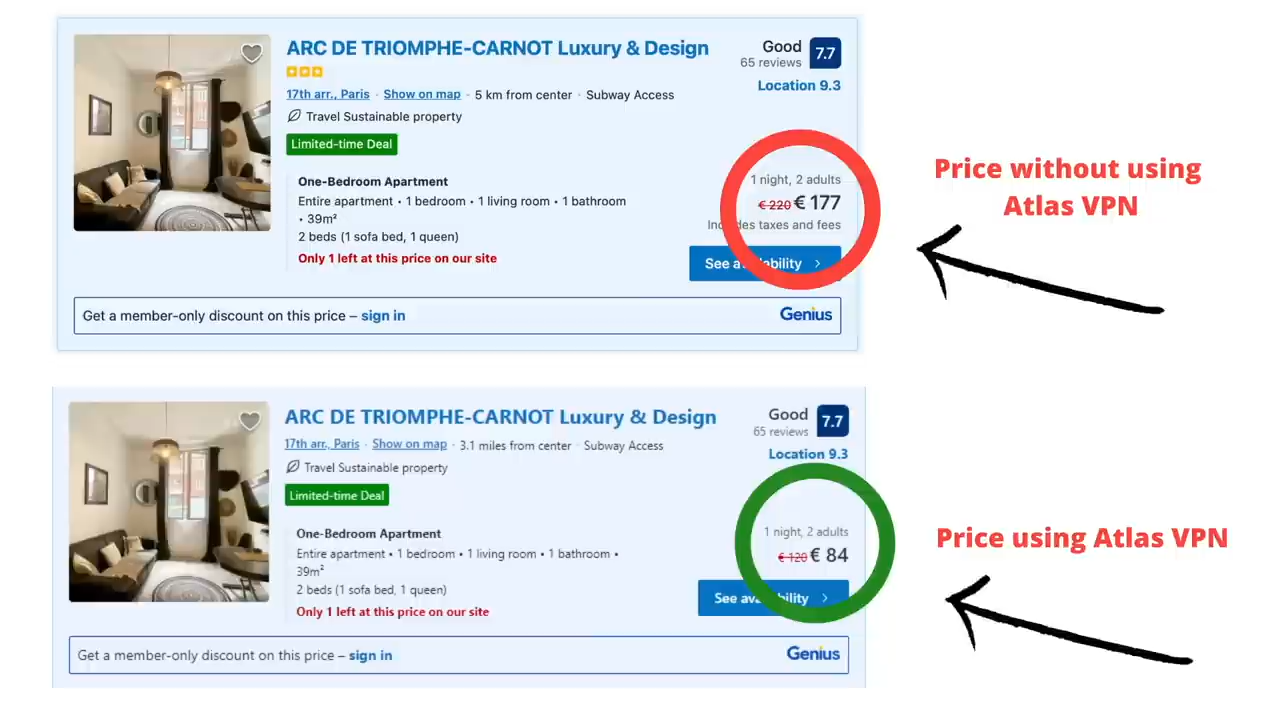 ARC DE TRIOMPHE-CARNOT Luxury & Design
Good 7.7
65 reviews
Location 9.3
17th arr., Paris · Show on map · 5 km from center · Subway Access
Travel Sustainable property
Limited-time Deal
One-Bedroom Apartment
Entire apartment • 1 bedroom • 1 living room • 1 bathroom
• 39m²
2 beds (1 sofa bed, 1 queen)
Only 1 left at this price on our site
1 night, 2 adults
€ 220 € 177
Includes taxes and fees
See availability
Get a member-only discount on this price – sign in
Genius
Price without using
Atlas VPN
ARC DE TRIOMPHE-CARNOT Luxury & Design
Good 7.7
65 reviews
Location 9.3
17th arr., Paris · Show on map · 3.1 miles from center · Subway Access
Travel Sustainable property
Limited-time Deal
One-Bedroom Apartment
Entire apartment • 1 bedroom • 1 living room • 1 bathroom •
39m²
2 beds (1 sofa bed, 1 queen)
Only 1 left at this price on our site
1 night, 2 adults
€ 120 € 84
See availability
Get a member-only discount on this price – sign in
Genius
Price using Atlas VPN